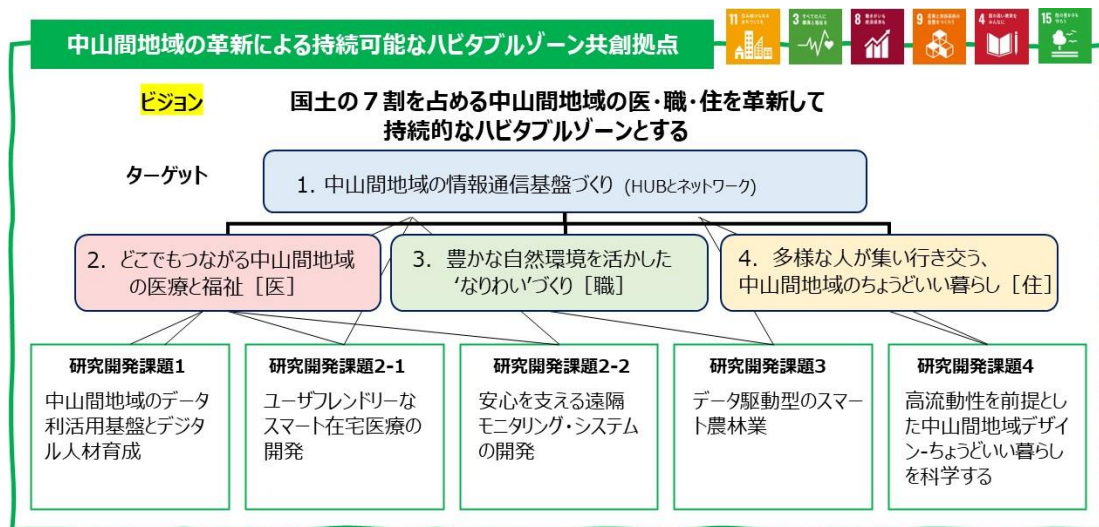 中山間地域の革新による持続可能なハビタブルゾーン共創拠点
11
3 すべての人に
8
9
4
15
ビジョン
国土の７割を占める中山間地域の医・職・住を革新して
持続的なハビタブルゾーンとする
ターゲット
1. 中山間地域の情報通信基盤づくり (HUBとネットワーク)
2. どこでもつながる中山間地域
の医療と福祉［医］
3. 豊かな自然環境を活かした
‘なりわい’づくり［職］
4. 多様な人が集い行き交う、
中山間地域のちょうどいい暮らし［住］
研究開発課題1
中山間地域のデータ
利活用基盤とデジタ
ル人材育成
研究開発課題2-1
ユーザフレンドリーな
スマート在宅医療の
開発
研究開発課題2-2
安心を支える遠隔
モニタリング・システム
の開発
研究開発課題3
データ駆動型のスマー
ト農林業
研究開発課題4
高流動性を前提とし
た中山間地域デザイ
ン-ちょうどいい暮らし
を科学する